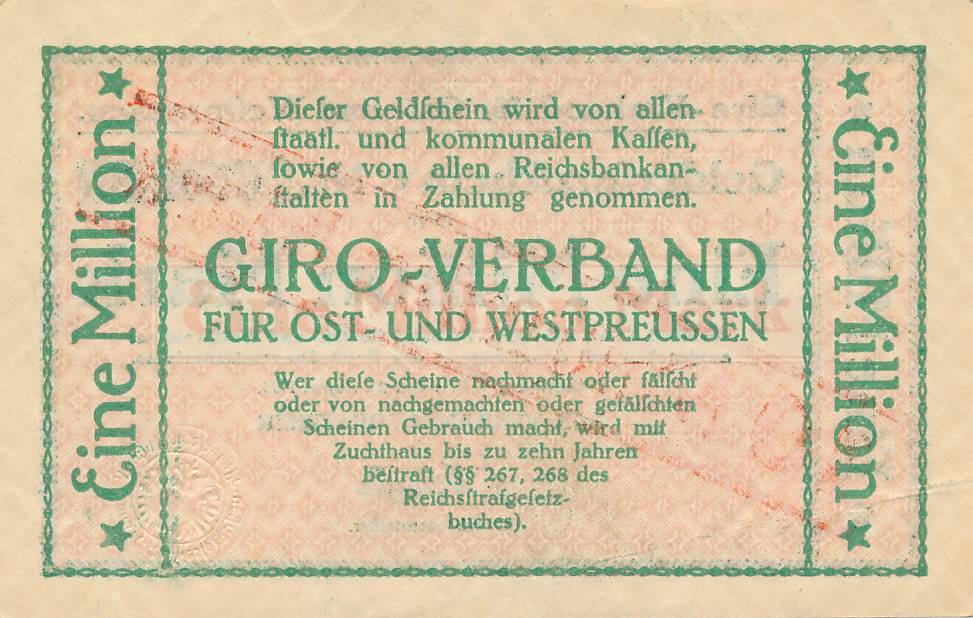 Eine Million
Dieſer Geldſchein wird von allen
ſtaatl. und kommunalen Kaſſen,
ſowie von allen Reichsbankan-
ſtalten in Zahlung genommen.
GIRO-VERBAND
FÜR OST- UND WESTPREUSSEN
Wer dieſe Scheine nachmacht oder fälſcht
oder von nachgemachten oder gefälſchten
Scheinen Gebrauch macht, wird mit
Zuchthaus bis zu zehn Jahren
beſtraft (§§ 267, 268 des
Reichsſtrafgeſetz-
buches).
Eine Million